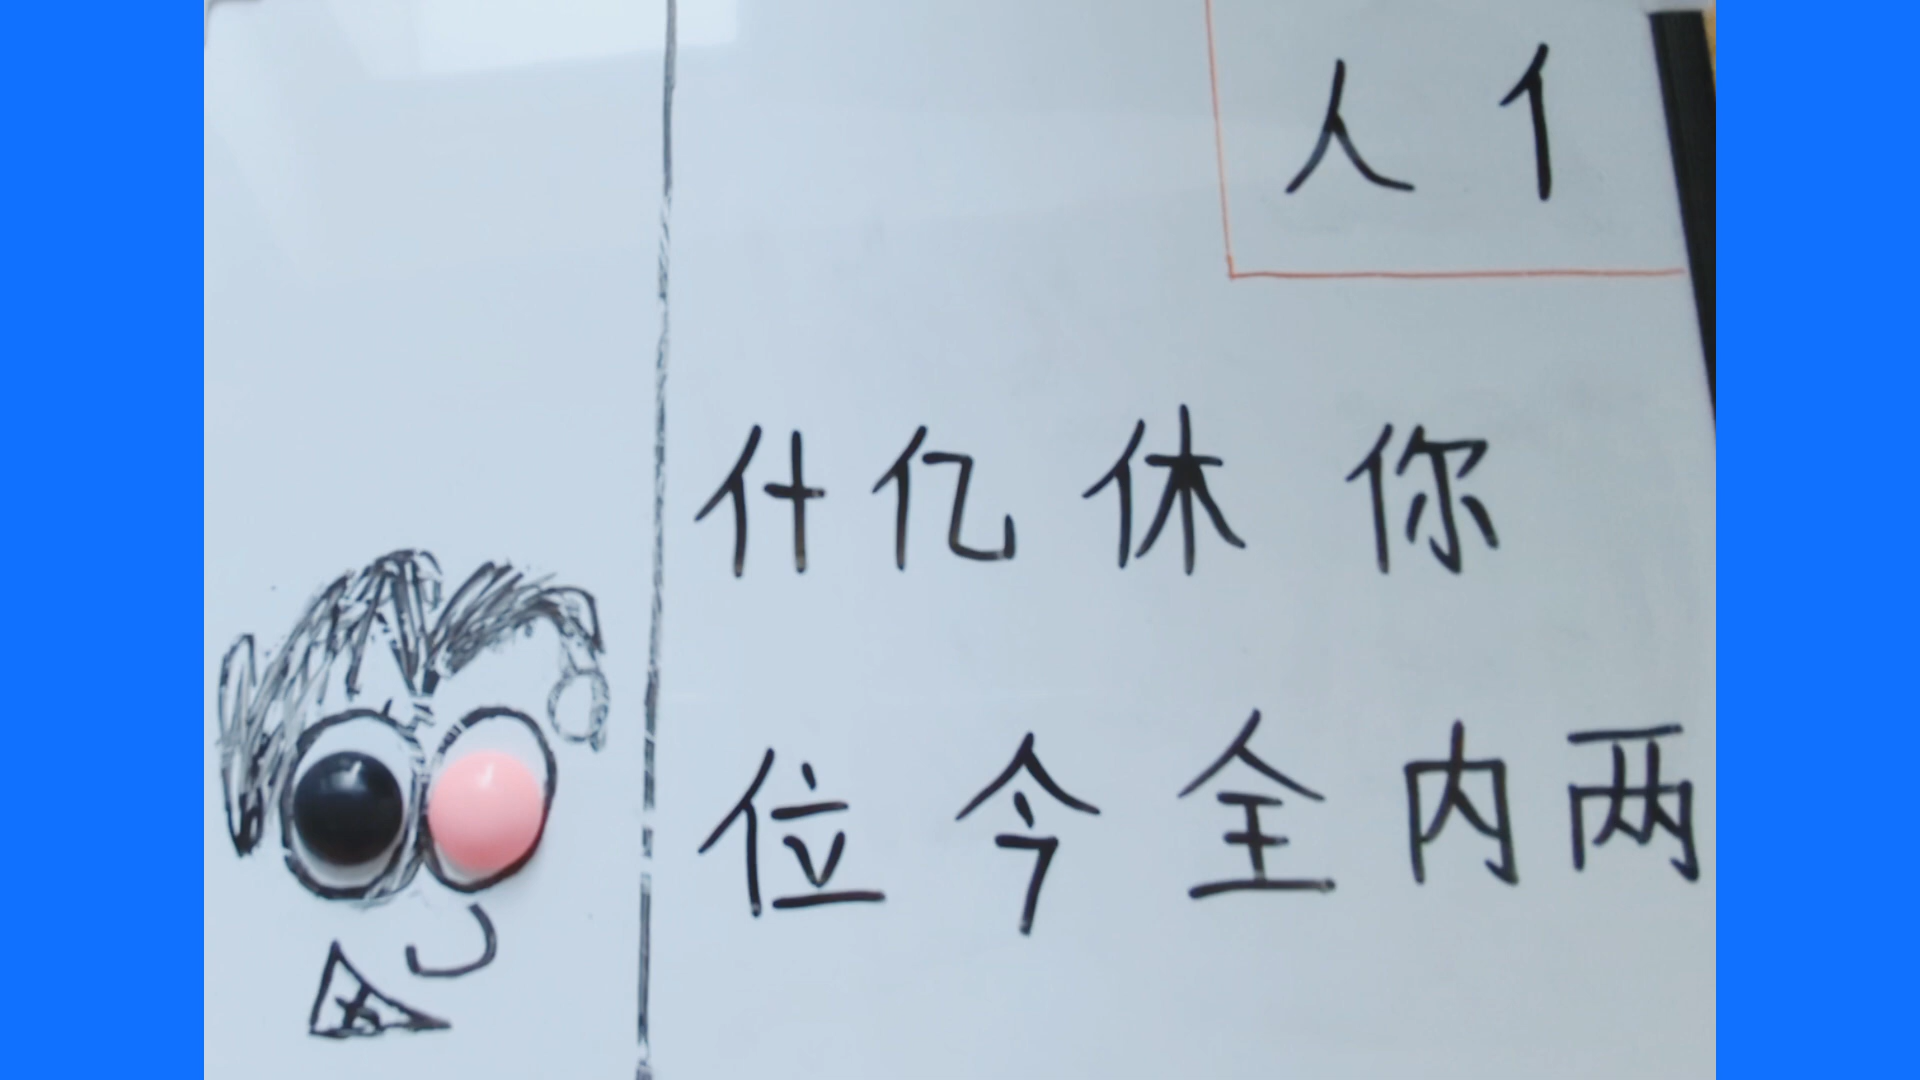 人 亻
什 亿 休 你
位 今 全 内 两